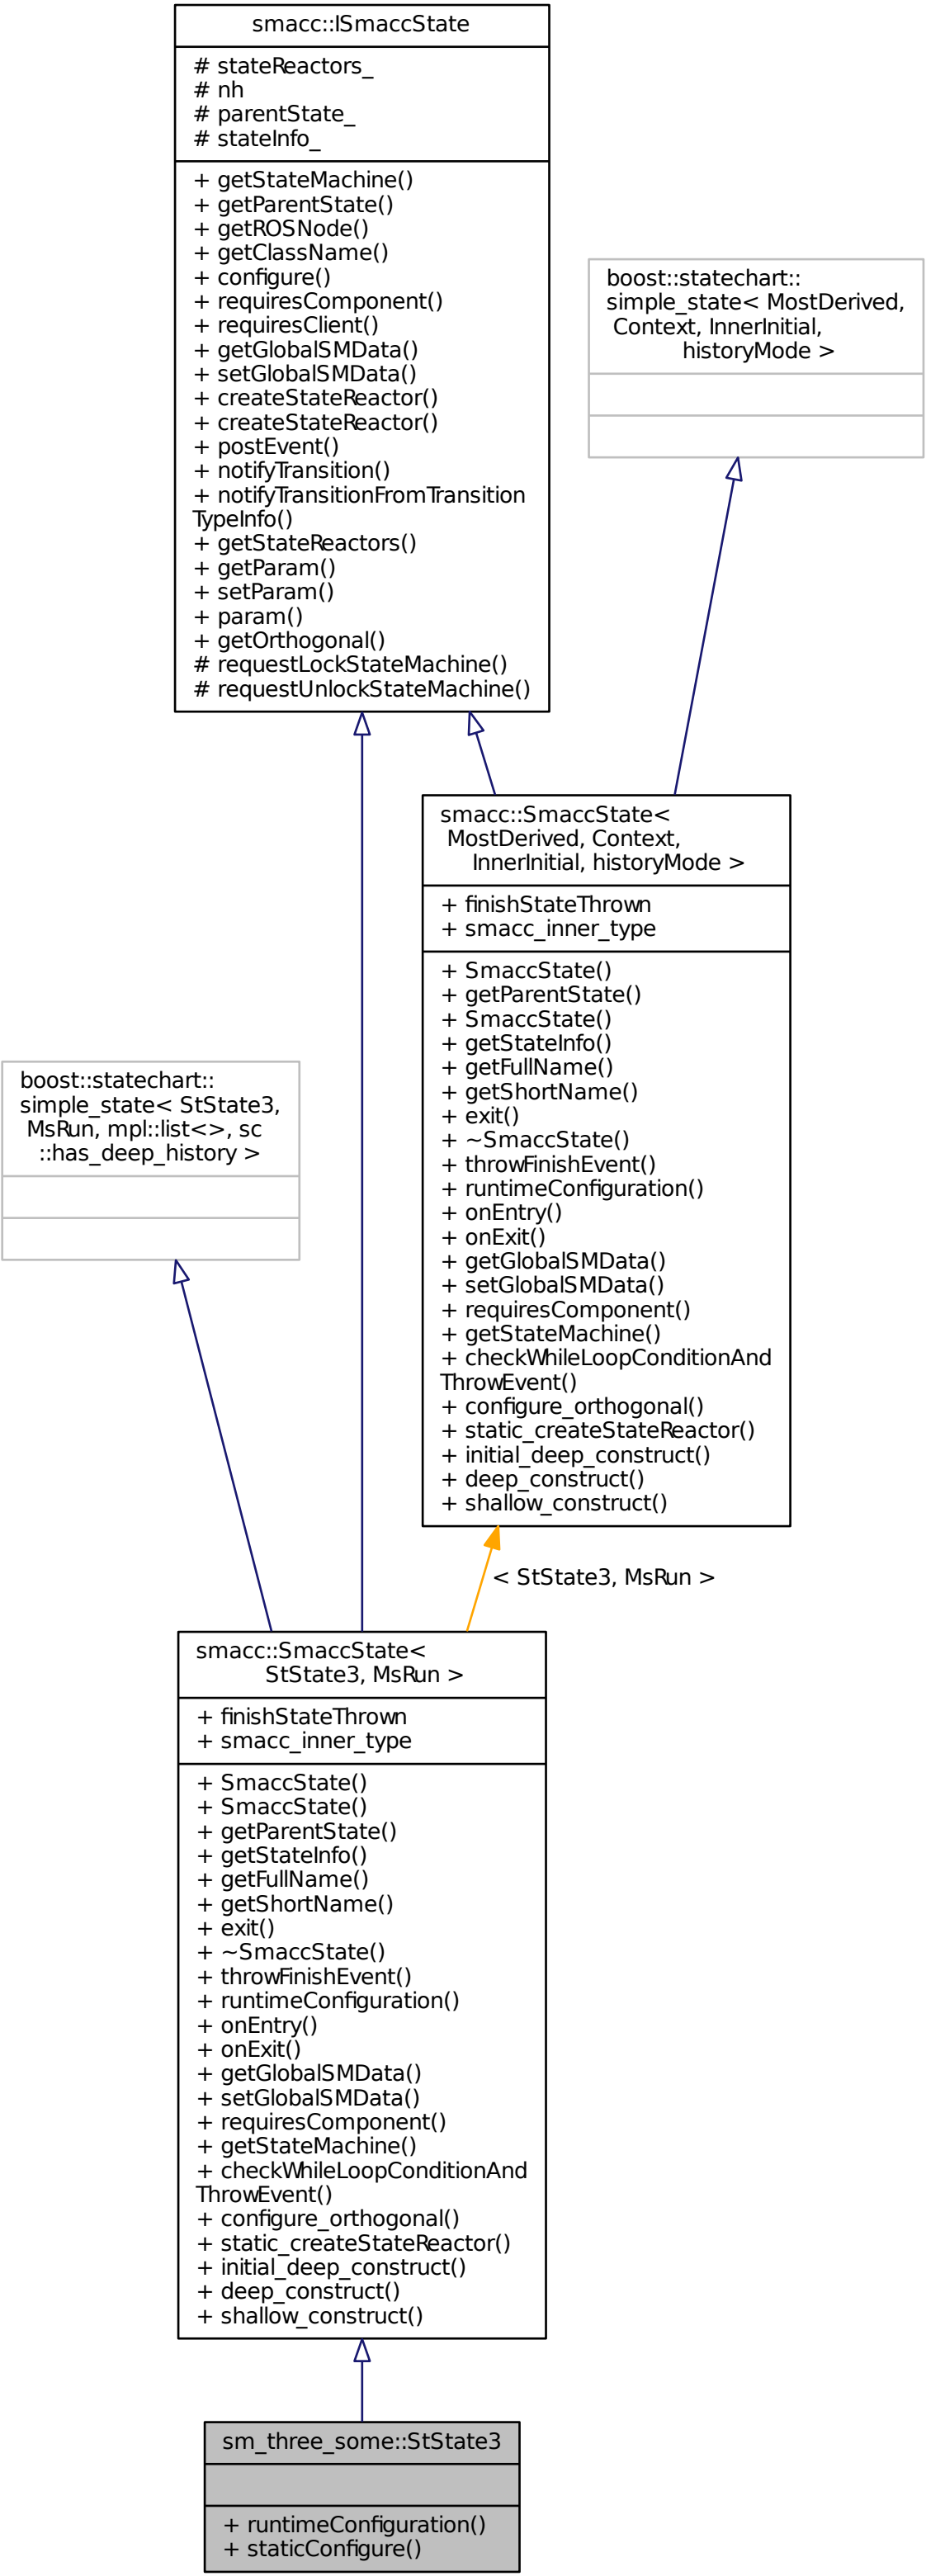 smacc::ISmaccState
# stateReactors_
# nh
# parentState_
# stateInfo_
+ getStateMachine()
+ getParentState()
+ getROSNode()
+ getClassName()
+ configure()
+ requiresComponent()
+ requiresClient()
+ getGlobalSMData()
+ setGlobalSMData()
+ createStateReactor()
+ createStateReactor()
+ postEvent()
+ notifyTransition()
+ notifyTransitionFromTransition
TypeInfo()
+ getStateReactors()
+ getParam()
+ setParam()
+ param()
+ getOrthogonal()
# requestLockStateMachine()
# requestUnlockStateMachine()
boost::statechart::
simple_state< MostDerived,
Context, InnerInitial,
historyMode >
smacc::SmaccState<
MostDerived, Context,
InnerInitial, historyMode >
+ finishStateThrown
+ smacc_inner_type
+ SmaccState()
+ getParentState()
+ SmaccState()
+ getStateInfo()
+ getFullName()
+ getShortName()
+ exit()
+ ~SmaccState()
+ throwFinishEvent()
+ runtimeConfiguration()
+ onEntry()
+ onExit()
+ getGlobalSMData()
+ setGlobalSMData()
+ requiresComponent()
+ getStateMachine()
+ checkWhileLoopConditionAnd
ThrowEvent()
+ configure_orthogonal()
+ static_createStateReactor()
+ initial_deep_construct()
+ deep_construct()
+ shallow_construct()
boost::statechart::
simple_state< StState3,
MsRun, mpl::list<>, sc
::has_deep_history >
< StState3, MsRun >
smacc::SmaccState<
StState3, MsRun >
+ finishStateThrown
+ smacc_inner_type
+ SmaccState()
+ SmaccState()
+ getParentState()
+ getStateInfo()
+ getFullName()
+ getShortName()
+ exit()
+ ~SmaccState()
+ throwFinishEvent()
+ runtimeConfiguration()
+ onEntry()
+ onExit()
+ getGlobalSMData()
+ setGlobalSMData()
+ requiresComponent()
+ getStateMachine()
+ checkWhileLoopConditionAnd
ThrowEvent()
+ configure_orthogonal()
+ static_createStateReactor()
+ initial_deep_construct()
+ deep_construct()
+ shallow_construct()
sm_three_some::StState3
+ runtimeConfiguration()
+ staticConfigure()